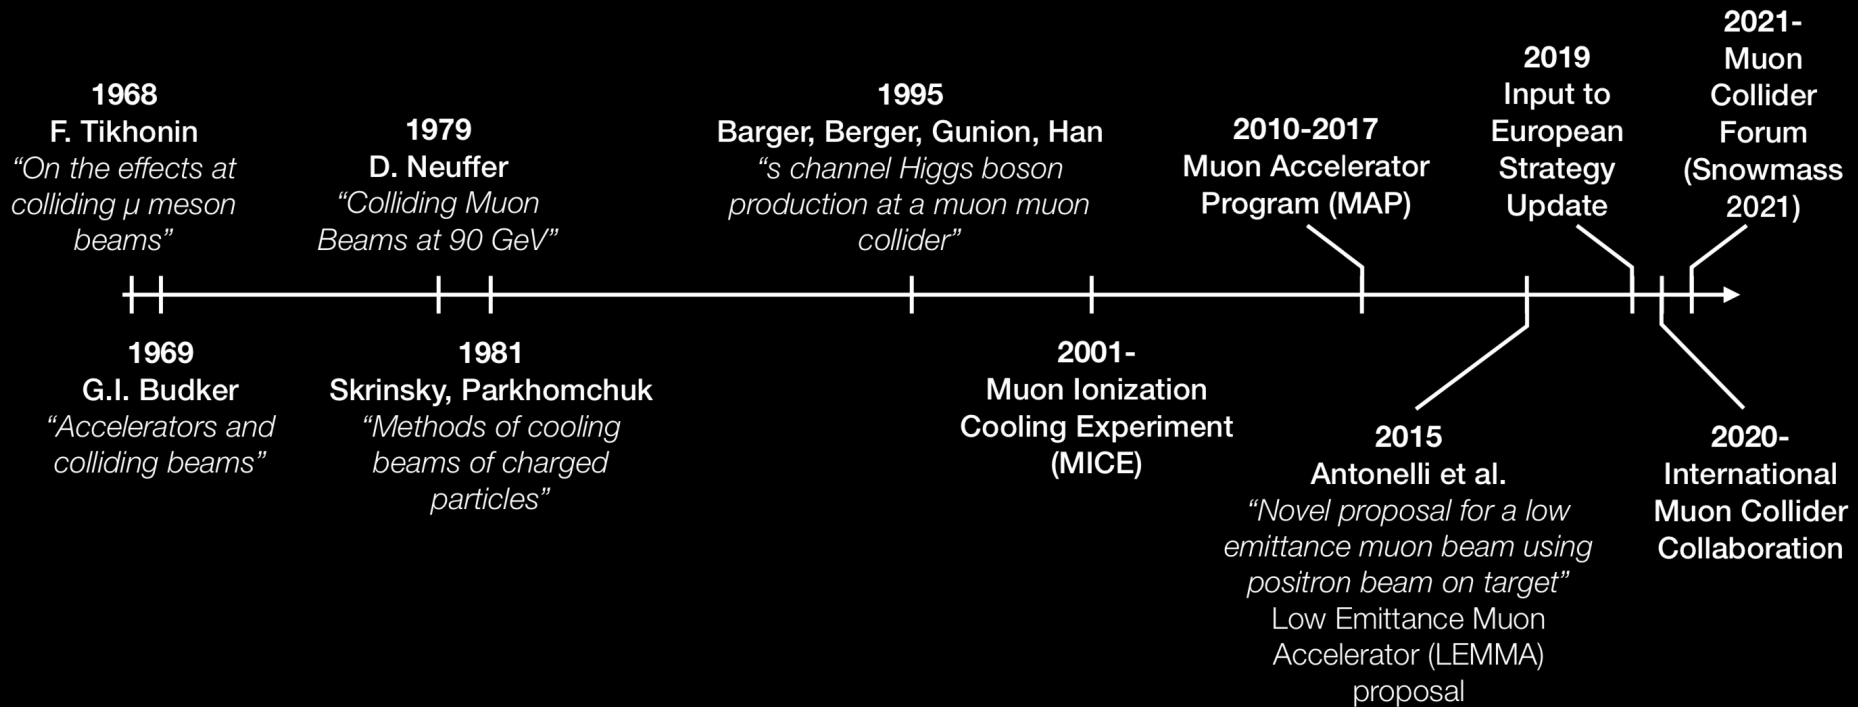 1968
F. Tikhonin
“On the effects at
colliding μ meson
beams”
1969
G.I. Budker
“Accelerators and
colliding beams”
1979
D. Neuffer
“Colliding Muon
Beams at 90 GeV”
1981
Skrinsky, Parkhomchuk
“Methods of cooling
beams of charged
particles”
1995
Barger, Berger, Gunion, Han
“s channel Higgs boson
production at a muon muon
collider”
2001-
Muon Ionization
Cooling Experiment
(MICE)
2010-2017
Muon Accelerator
Program (MAP)
2015
Antonelli et al.
“Novel proposal for a low
emittance muon beam using
positron beam on target”
Low Emittance Muon
Accelerator (LEMMA)
proposal
2019
Input to
European
Strategy
Update
2020-
International
Muon Collider
Collaboration
2021-
Muon
Collider
Forum
(Snowmass
2021)